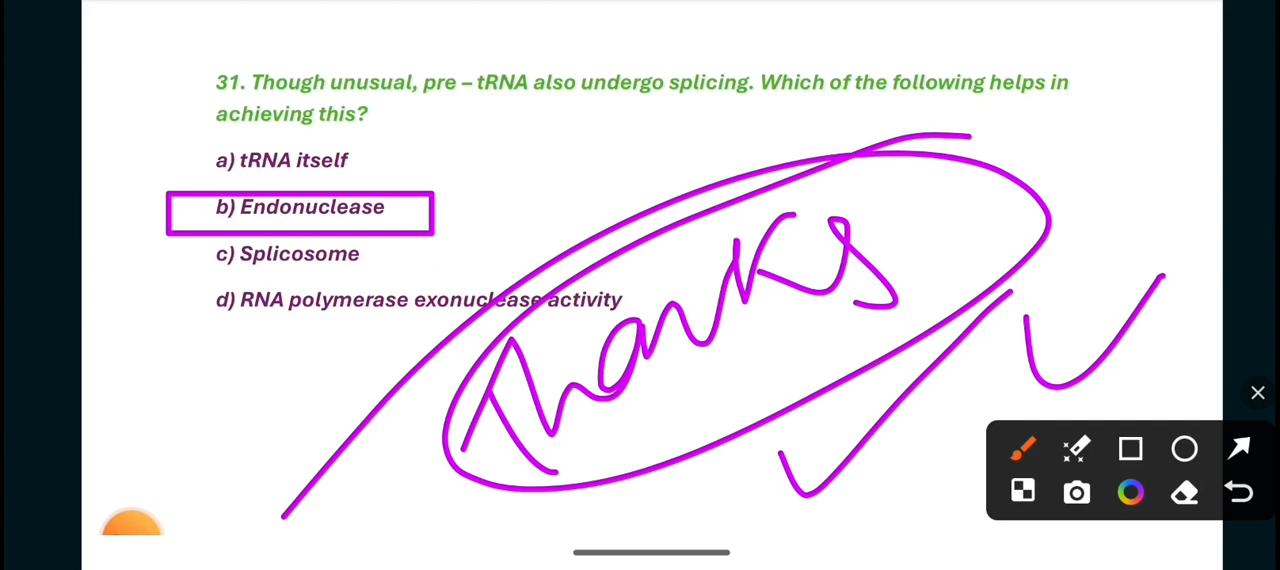 31. Though unusual, pre – tRNA also undergo splicing. Which of the following helps in
achieving this?
a) tRNA itself
b) Endonuclease
c) Splicosome
d) RNA polymerase exonuclease activity
Thanks